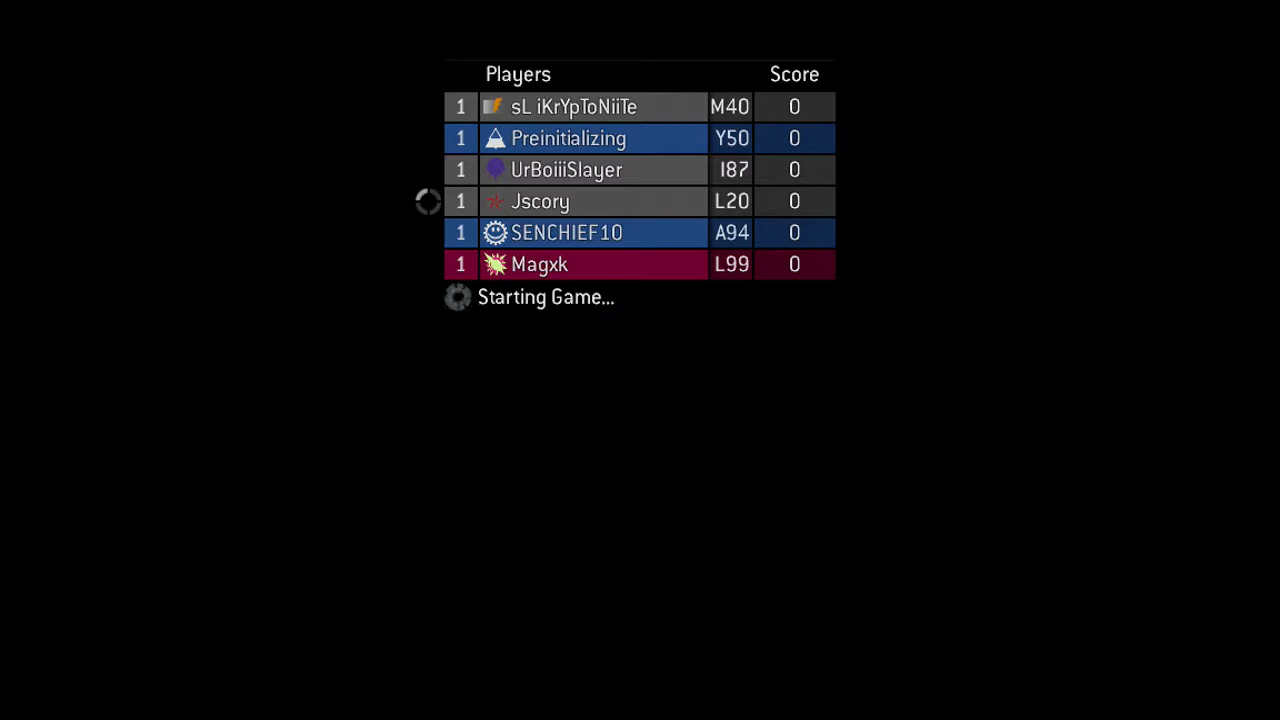 Players Score
1 sL iKrYpToNiiTe M40 0
1 Preinitializing Y50 0
1 UrBoiiiSlayer I87 0
1 Jscory L20 0
1 SENCHIEF10 A94 0
1 Magxk L99 0
Starting Game...